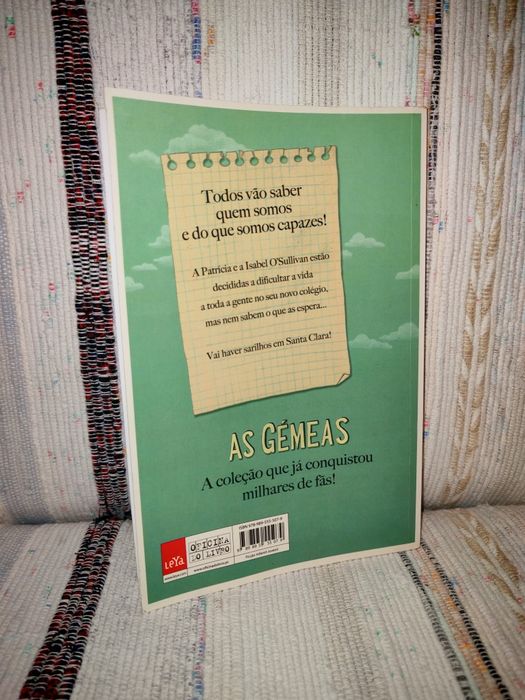 Todos vão saber
quem somos
e do que somos capazes!
A Patrícia e a Isabel O'Sullivan estão
decididas a dificultar a vida
a toda a gente no seu novo colégio,
mas nem sabem o que as espera...
Vai haver sarilhos em Santa Clara!
AS GÉMEAS
A coleção que já conquistou
milhares de fãs!
LEYA
OFICINA
DO LIVRO